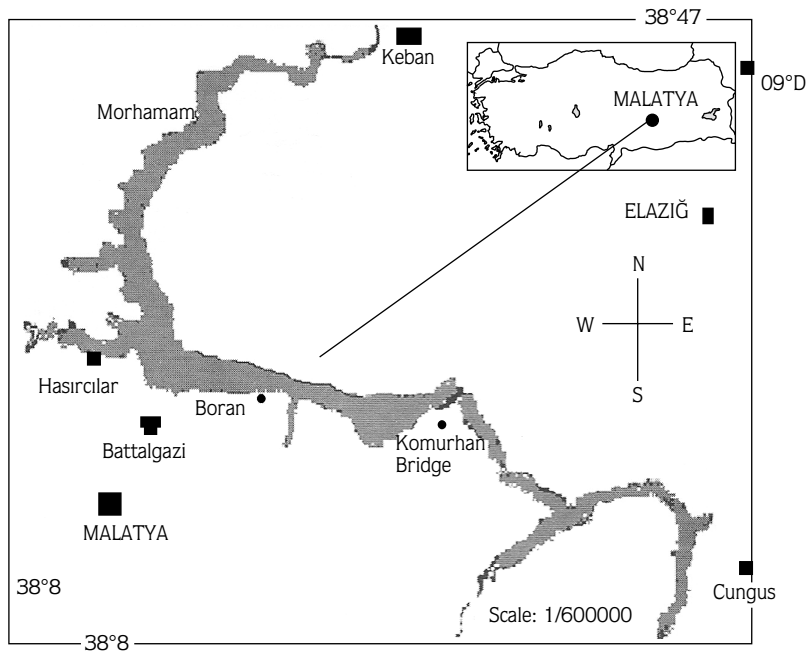 38°47
Keban
09°D
Morhamam
MALATYA
ELAZIĞ
N
W E
S
Hasırcılar
Boran
Battalgazi
Komurhan
Bridge
MALATYA
38°8
Scale: 1/600000
Cungus
38°8